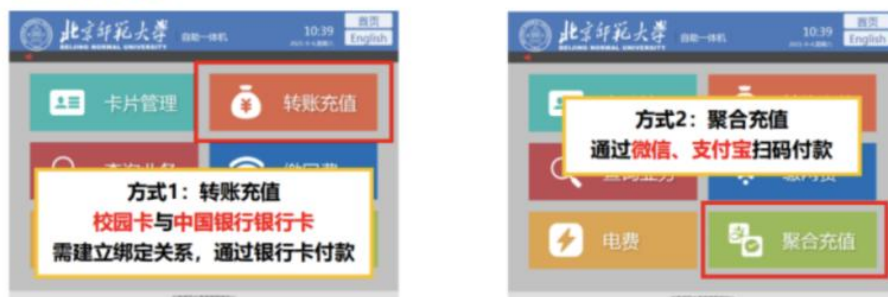 北京师范大学
BEIJING NORMAL UNIVERSITY
自助一体机
10:39
首页
English
卡片管理
转账充值
方式1：转账充值
校园卡与中国银行银行卡
需建立绑定关系，通过银行卡付款
北京师范大学
BEIJING NORMAL UNIVERSITY
自助一体机
10:39
首页
English
方式2：聚合充值
通过微信、支付宝扫码付款
电费
聚合充值